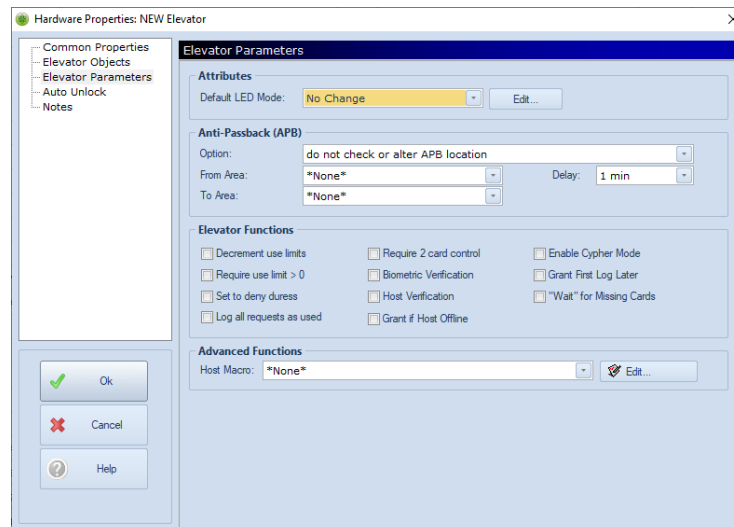 Hardware Properties: NEW Elevator
Common Properties
Elevator Objects
Elevator Parameters
Auto Unlock
Notes
Ok
Cancel
Help
Elevator Parameters
Attributes
Default LED Mode: No Change Edit...
Anti-Passback (APB)
Option: do not check or alter APB location
From Area: *None* Delay: 1 min
To Area: *None*
Elevator Functions
Decrement use limits Require 2 card control Enable Cypher Mode
Require use limit > 0 Biometric Verification Grant First Log Later
Set to deny duress Host Verification "Wait" for Missing Cards
Log all requests as used Grant if Host Offline
Advanced Functions
Host Macro: *None* Edit...